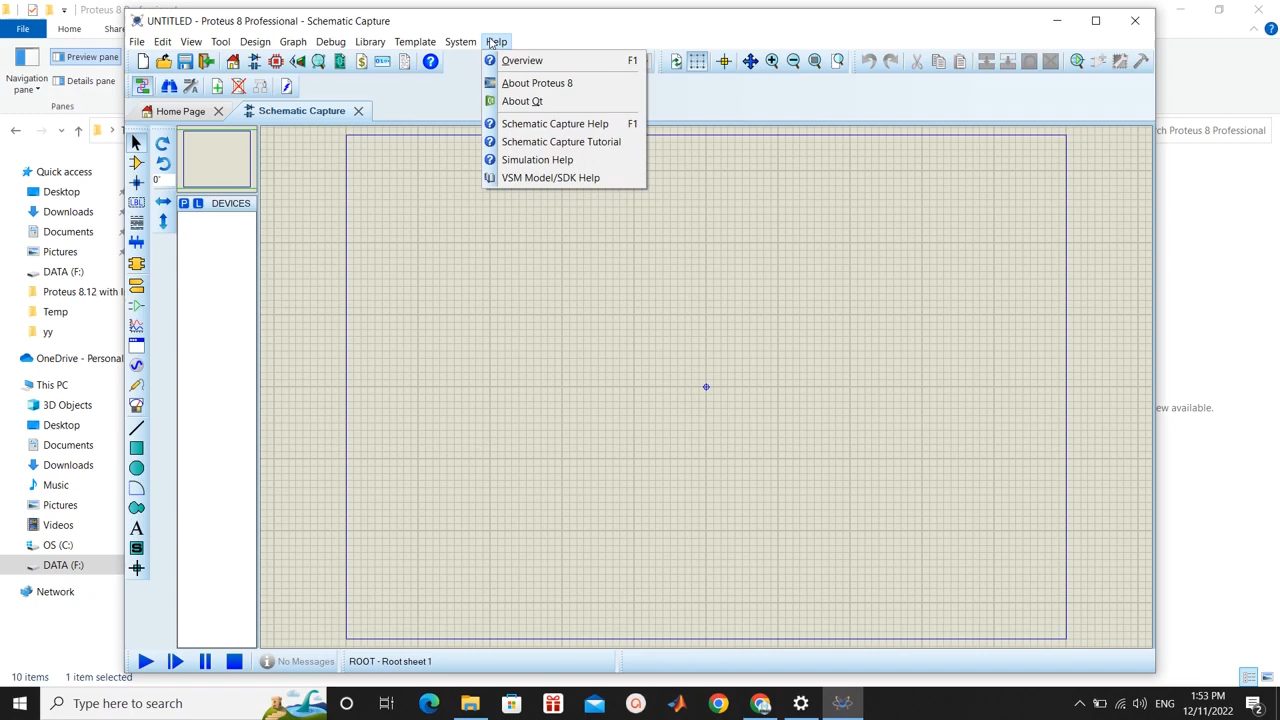 Proteus 8
UNTITLED - Proteus 8 Professional - Schematic Capture
File
Home
Share
File Edit View Tool Design Graph Debug Library Template System Help
Navigation
pane
Preview pane
Details pane
Panes
Overview F1
About Proteus 8
About Qt
Schematic Capture Help F1
Schematic Capture Tutorial
Simulation Help
VSM Model/SDK Help
Home Page
Schematic Capture
rch Proteus 8 Professional
0°
P L DEVICES
LBL
A
S
Quick access
Desktop
Downloads
Documents
Pictures
DATA (F:)
Proteus 8.12 with
Temp
yy
OneDrive - Personal
This PC
3D Objects
Desktop
Documents
Downloads
Music
Pictures
Videos
OS (C:)
DATA (F:)
Network
ew available.
No Messages
ROOT - Root sheet 1
10 items
1 item selected
Type here to search
ENG
1:53 PM
12/11/2022
2